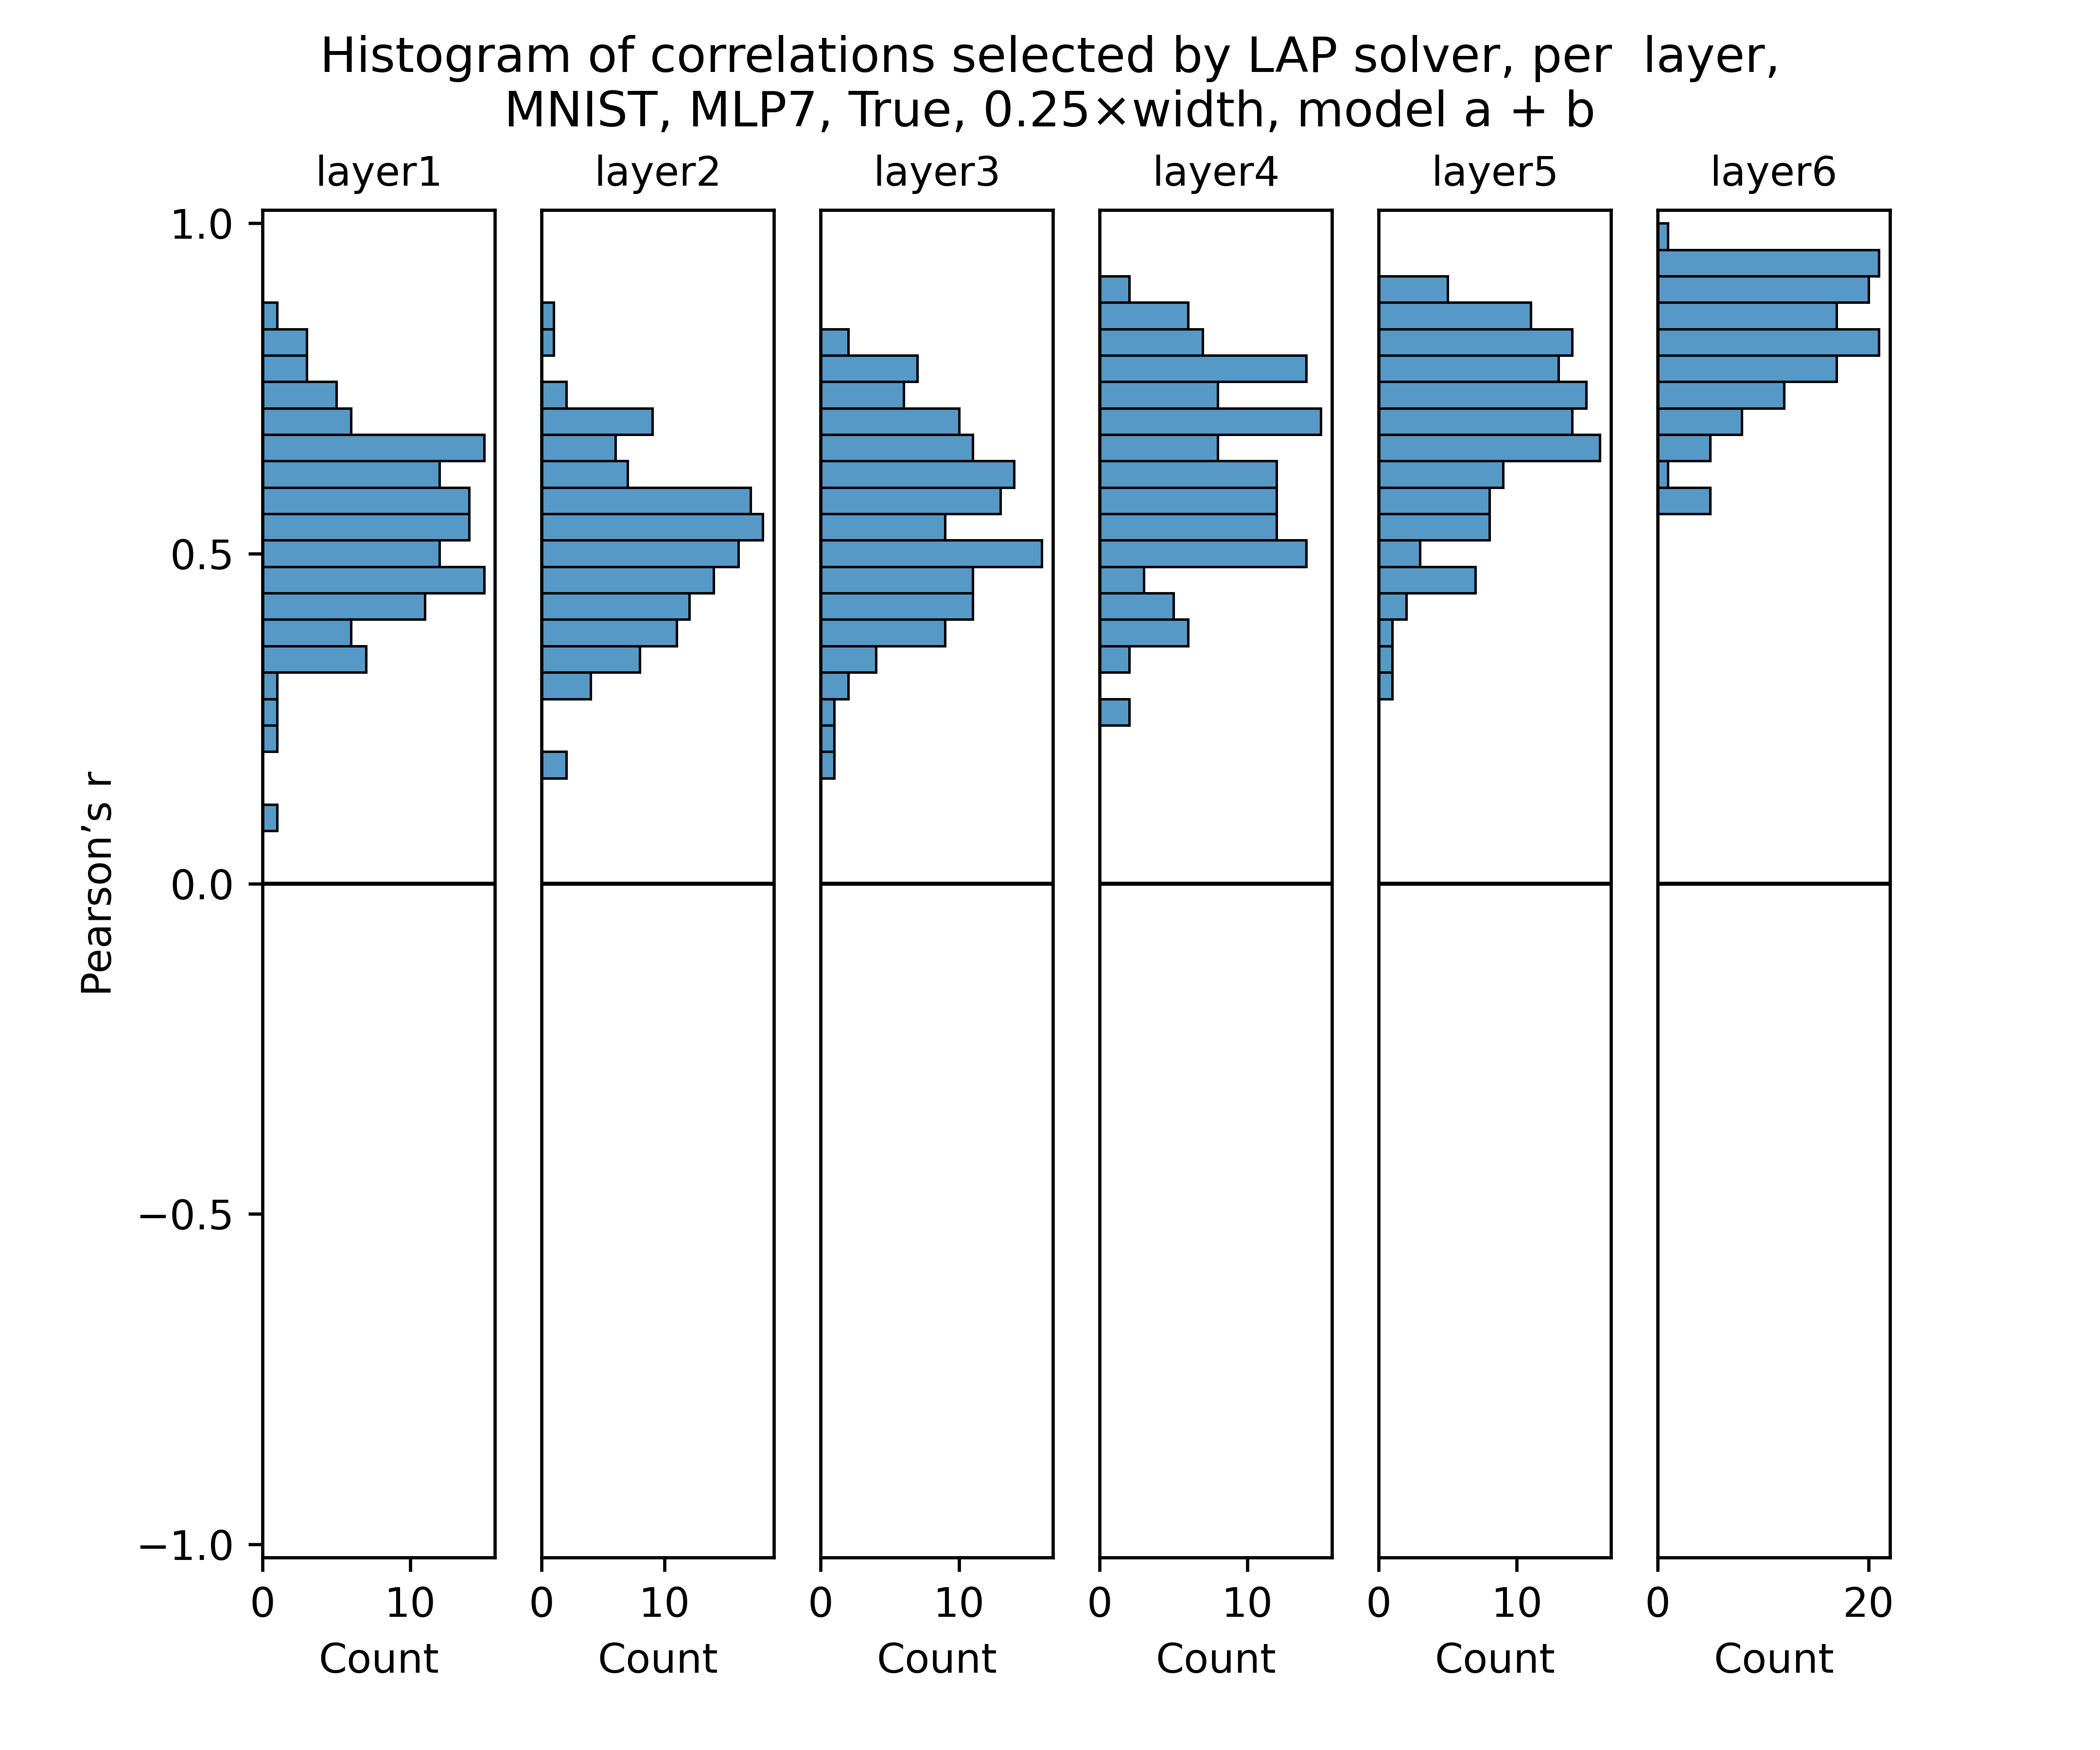 Histogram of correlations selected by LAP solver, per  layer,
MNIST, MLP7, True, 0.25×width, model a + b
layer1 layer2 layer3 layer4 layer5 layer6
1.0
0.5
0.0
−0.5
−1.0
Pearson’s r
0 10 0 10 0 10 0 10 0 10 0 20
Count Count Count Count Count Count